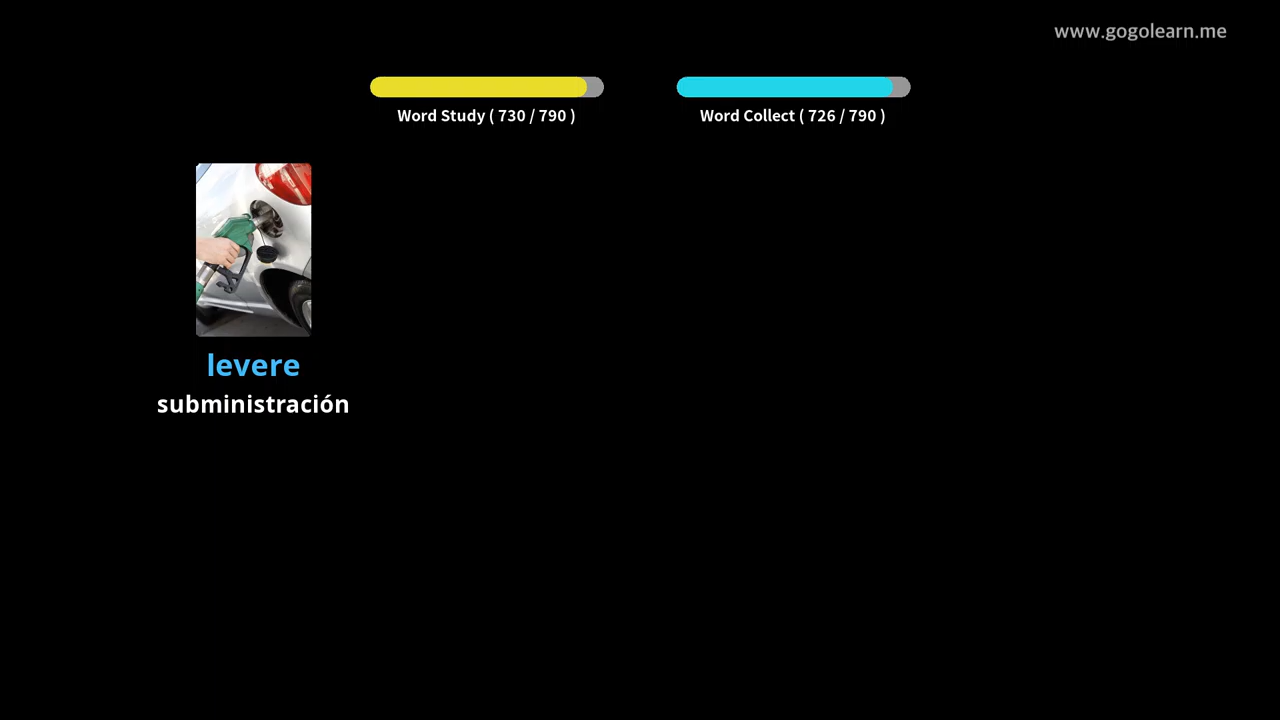 www.gogolearn.me
Word Study ( 730 / 790 )
Word Collect ( 726 / 790 )
levere
subministración